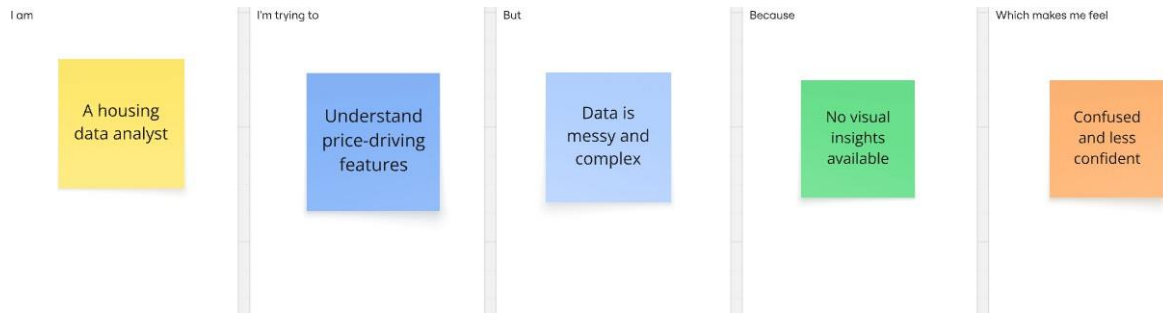 I am
I'm trying to
But
Because
Which makes me feel
A housing
data analyst
Understand
price-driving
features
Data is
messy and
complex
No visual
insights
available
Confused
and less
confident